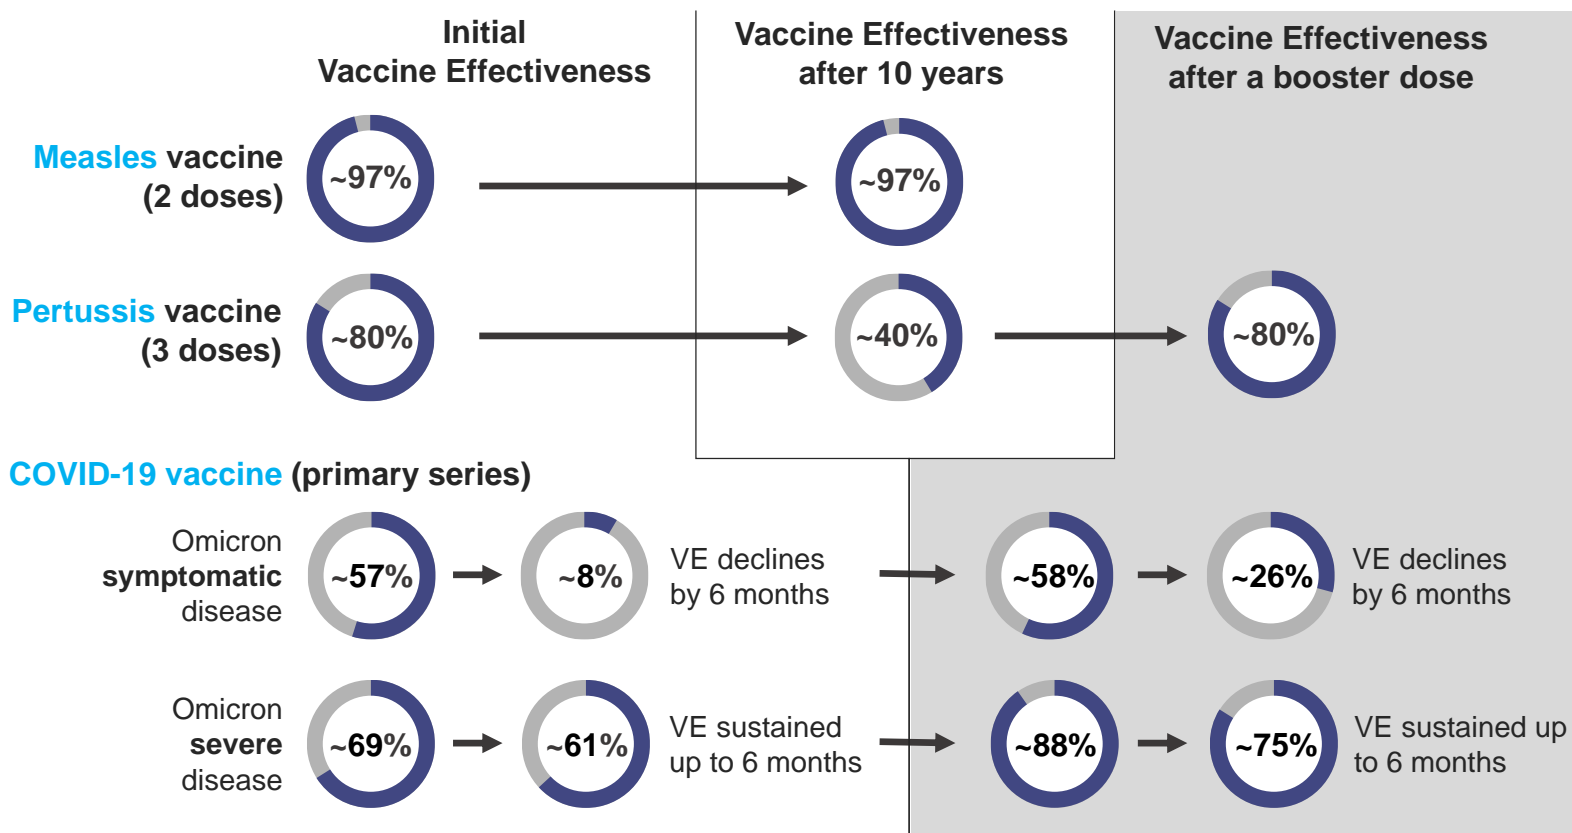 Initial
Vaccine Effectiveness
Vaccine Effectiveness
after 10 years
Vaccine Effectiveness
after a booster dose
Measles vaccine
(2 doses)
~97%
~97%
Pertussis vaccine
(3 doses)
~80%
~40%
~80%
COVID-19 vaccine (primary series)
Omicron
symptomatic
disease
~57%
~8%
VE declines
by 6 months
~58%
~26%
VE declines
by 6 months
Omicron
severe
disease
~69%
~61%
VE sustained
up to 6 months
~88%
~75%
VE sustained up
to 6 months